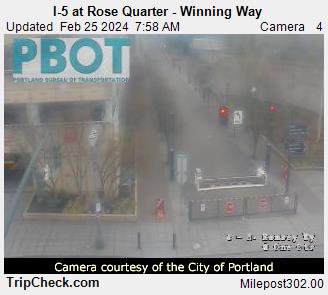 I-5 at Rose Quarter - Winning Way
Updated  Feb 25 2024  7:58 AM    Camera  4
PBOT
PORTLAND BUREAU OF TRANSPORTATION
Camera courtesy of the City of Portland
TripCheck.com    Milepost302.00